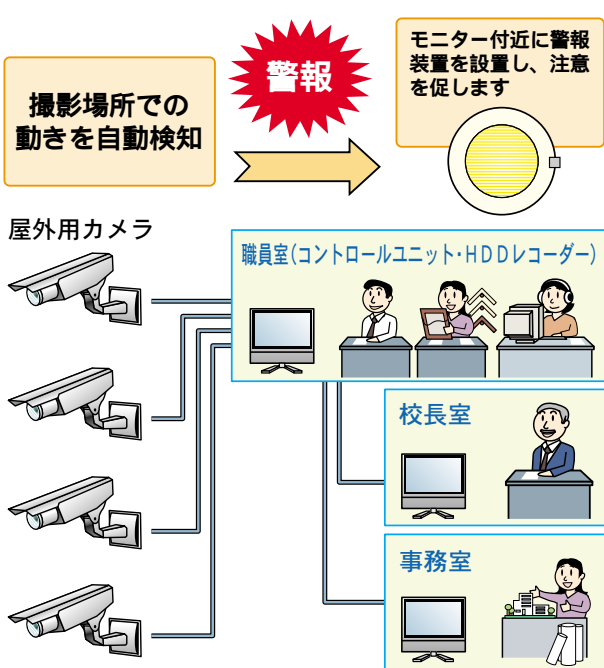 撮影場所での
動きを自動検知
警報
モニター付近に警報
装置を設置し、注意
を促します
屋外用カメラ
職員室(コントロールユニット・HDDレコーダー)
校長室
事務室